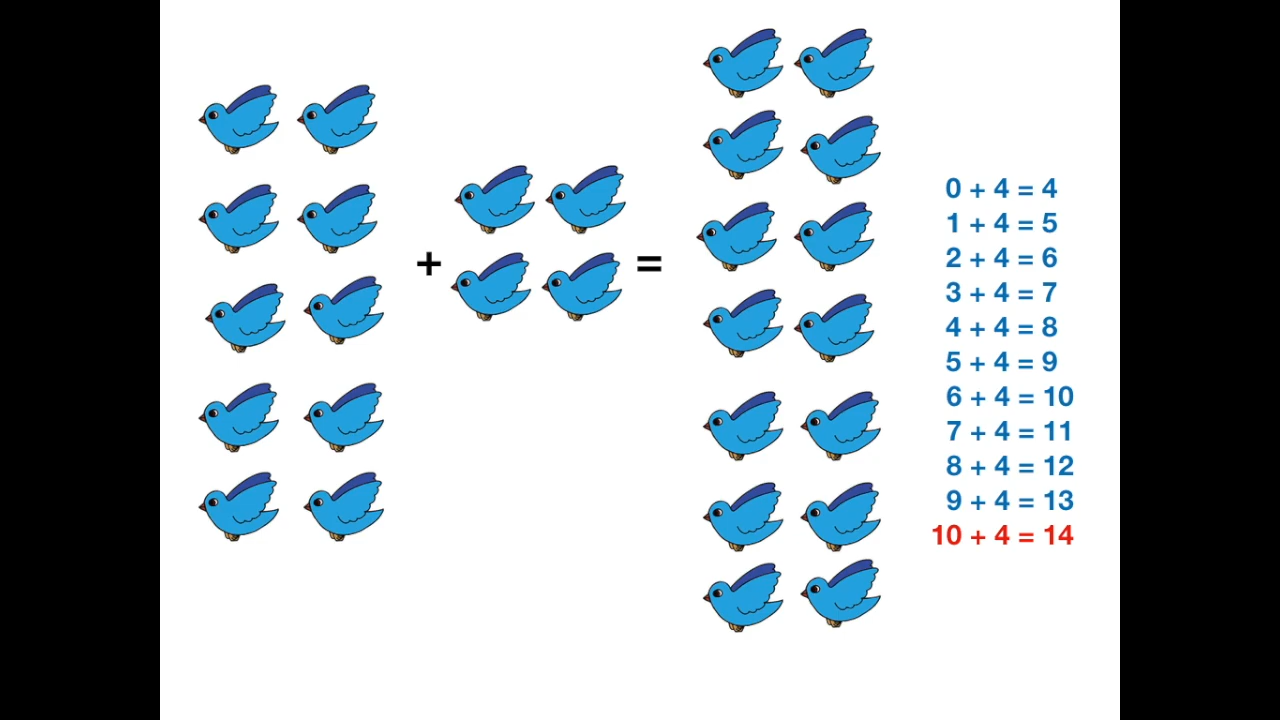 + =
0 + 4 = 4
1 + 4 = 5
2 + 4 = 6
3 + 4 = 7
4 + 4 = 8
5 + 4 = 9
6 + 4 = 10
7 + 4 = 11
8 + 4 = 12
9 + 4 = 13
10 + 4 = 14